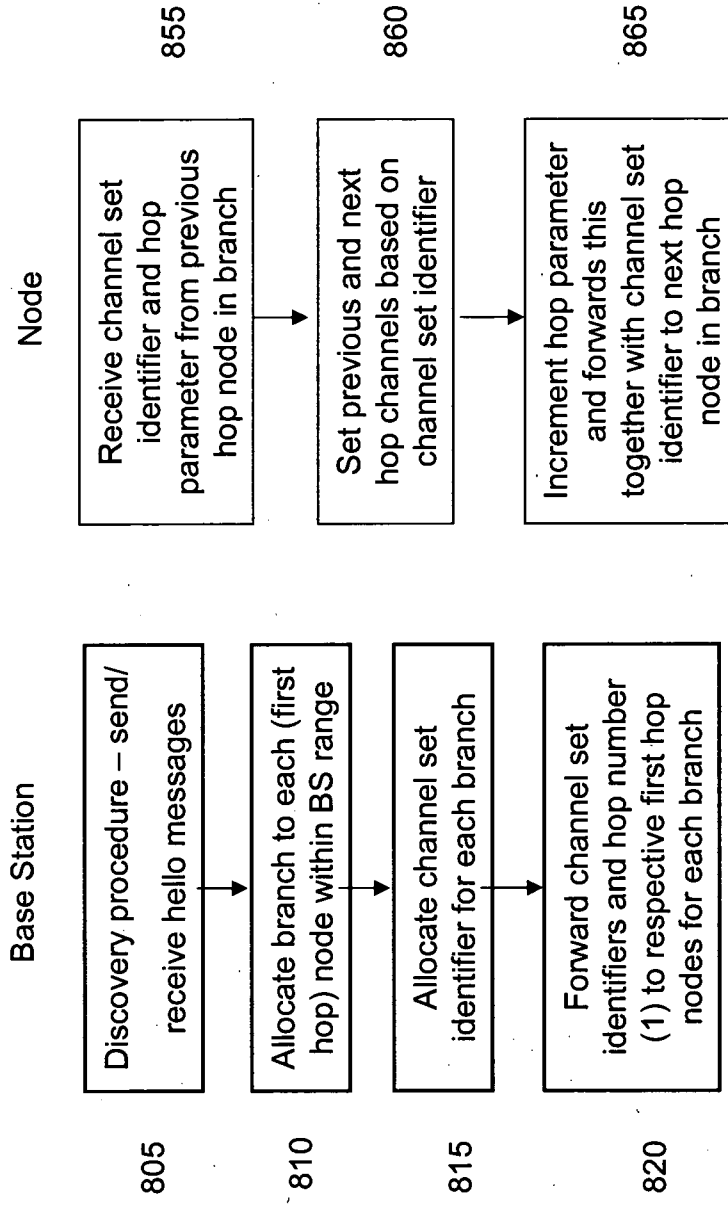 Base Station
805
Discovery procedure – send/
receive hello messages
810
Allocate branch to each (first
hop) node within BS range
815
Allocate channel set
identifier for each branch
820
Forward channel set
identifiers and hop number
(1) to respective first hop
nodes for each branch
Node
Receive channel set
identifier and hop
parameter from previous
hop node in branch
855
Set previous and next
hop channels based on
channel set identifier
860
Increment hop parameter
and forwards this
together with channel set
identifier to next hop
node in branch
865